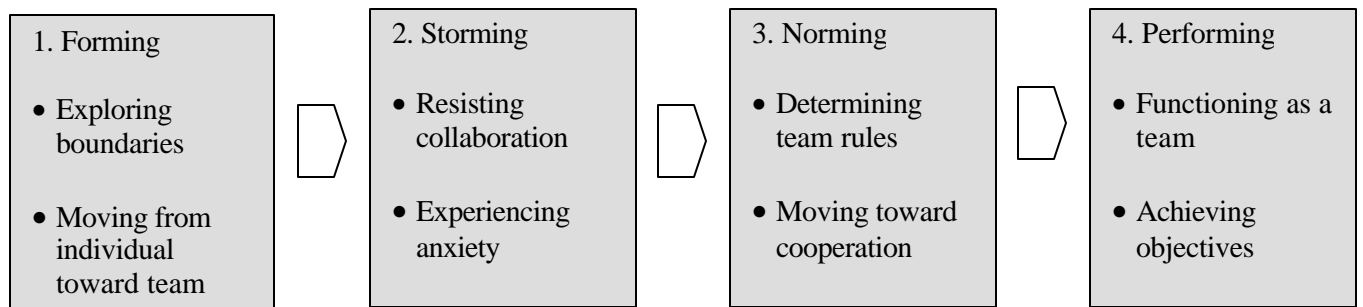 1. Forming
• Exploring
boundaries
• Moving from
individual
toward team
2. Storming
• Resisting
collaboration
• Experiencing
anxiety
3. Norming
• Determining
team rules
• Moving toward
cooperation
4. Performing
• Functioning as a
team
• Achieving
objectives